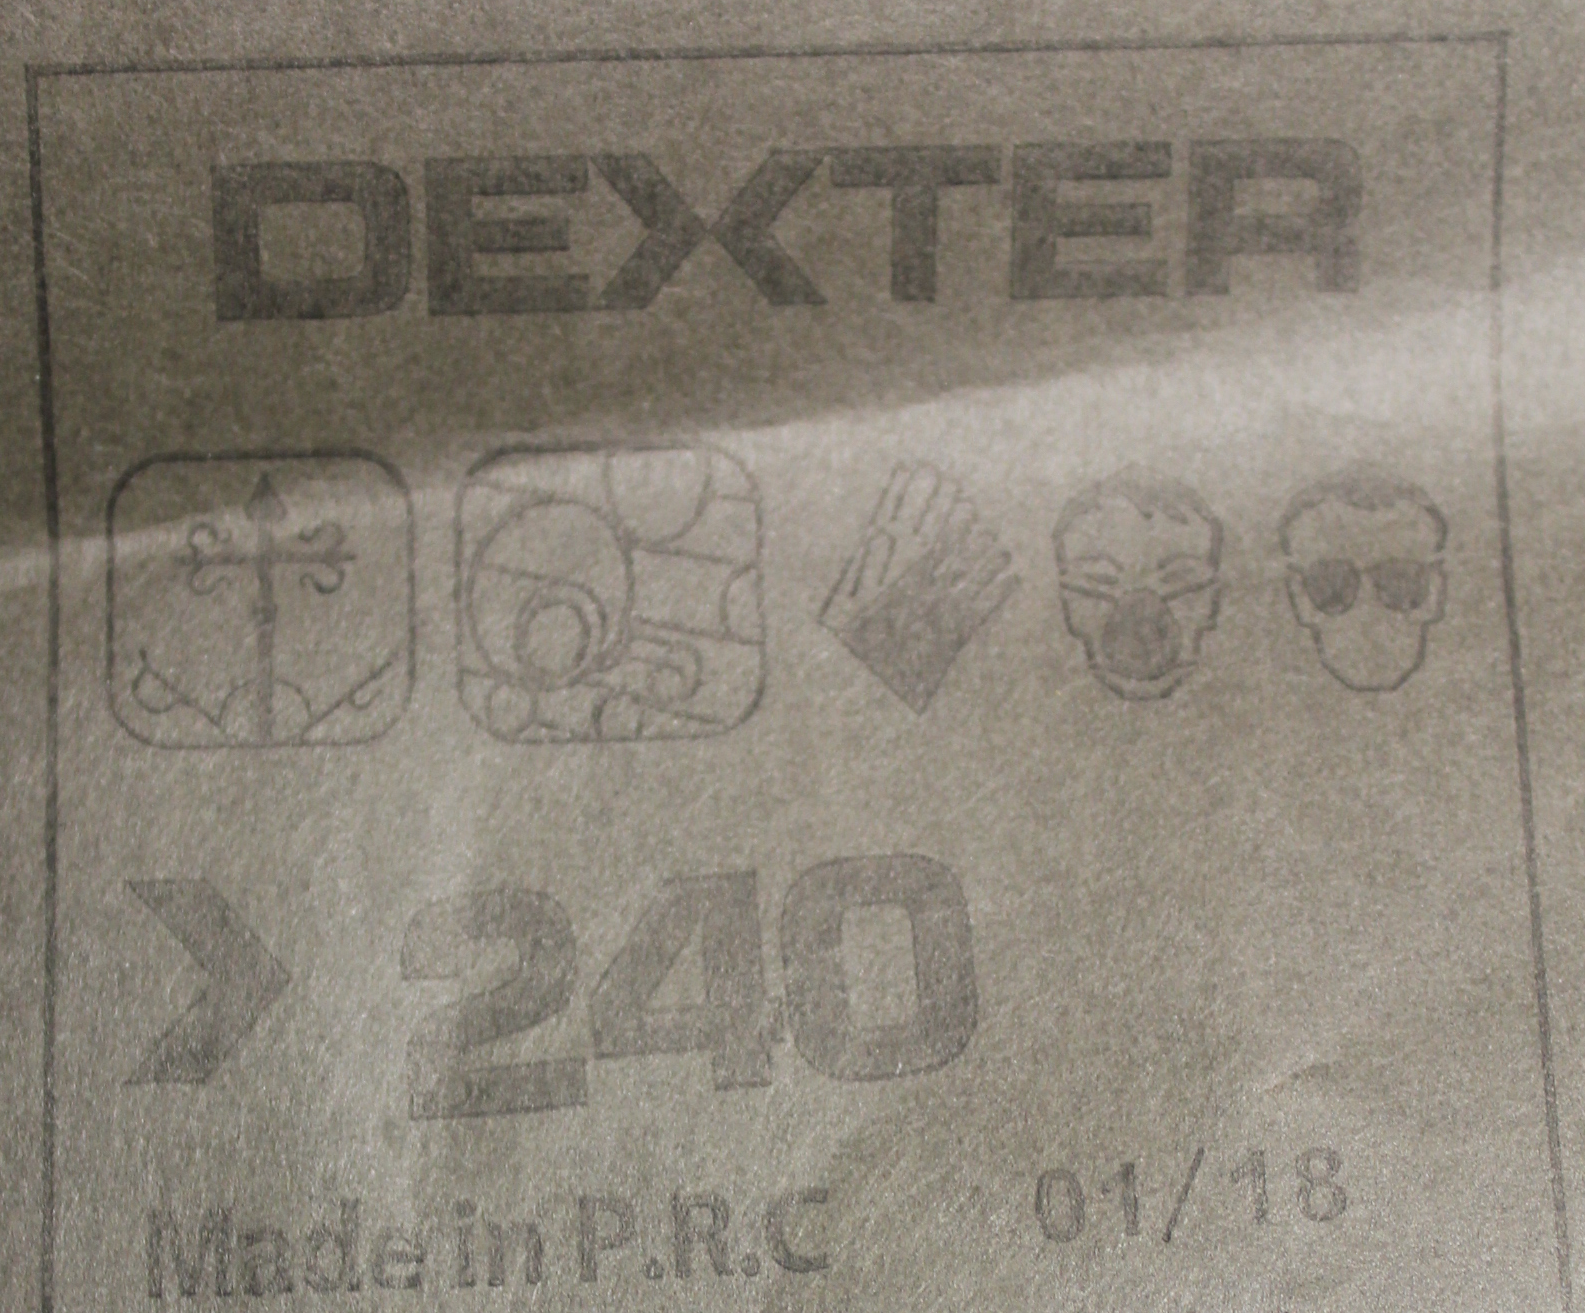 DEXTER
> 240
Made in P.R.C 01/18